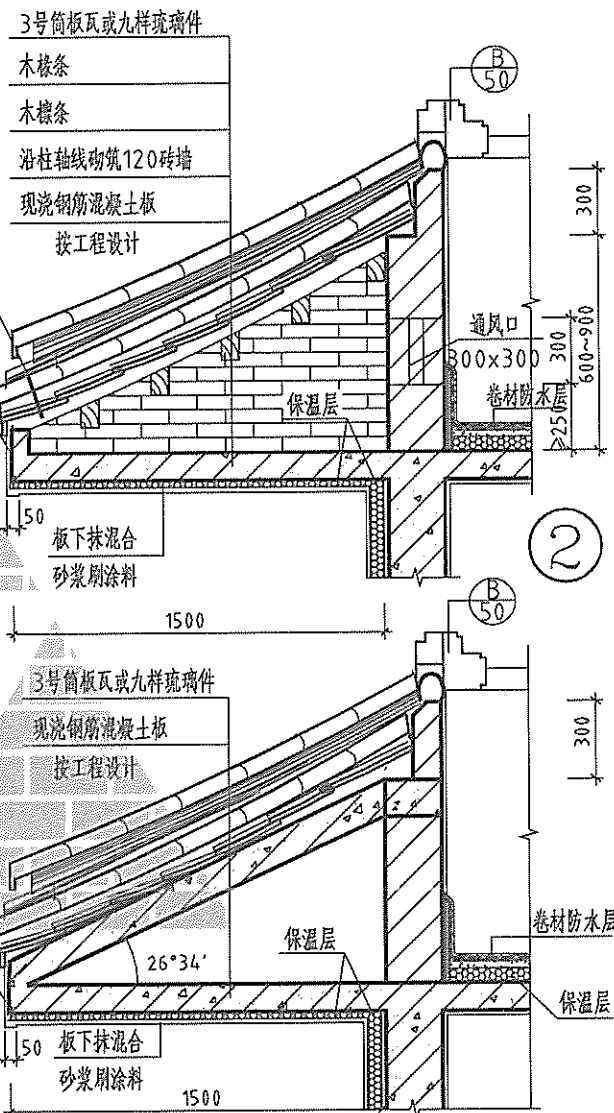 3号筒板瓦或九样琉璃件
木椽条
木檩条
沿柱轴线砌筑120砖墙
现浇钢筋混凝土板
按工程设计
B
50
300
通风口
300x300
300
600~900
卷材防水层
≥250
保温层
50
板下抹混合
砂浆刷涂料
2
1500
B
50
3号筒板瓦或九样琉璃件
现浇钢筋混凝土板
按工程设计
300
卷材防水层
保温层
26°34'
保温层
50
板下抹混合
砂浆刷涂料
1500